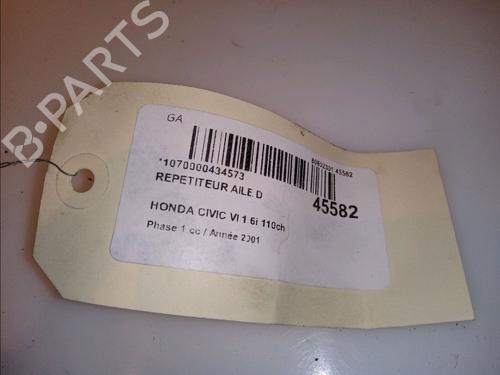 B-PARTS
GA
*1070000434573
REPETITEUR AILE D
45582
HONDA CIVIC VI 1.6i 110ch
Phase 1 cc / Année 2001